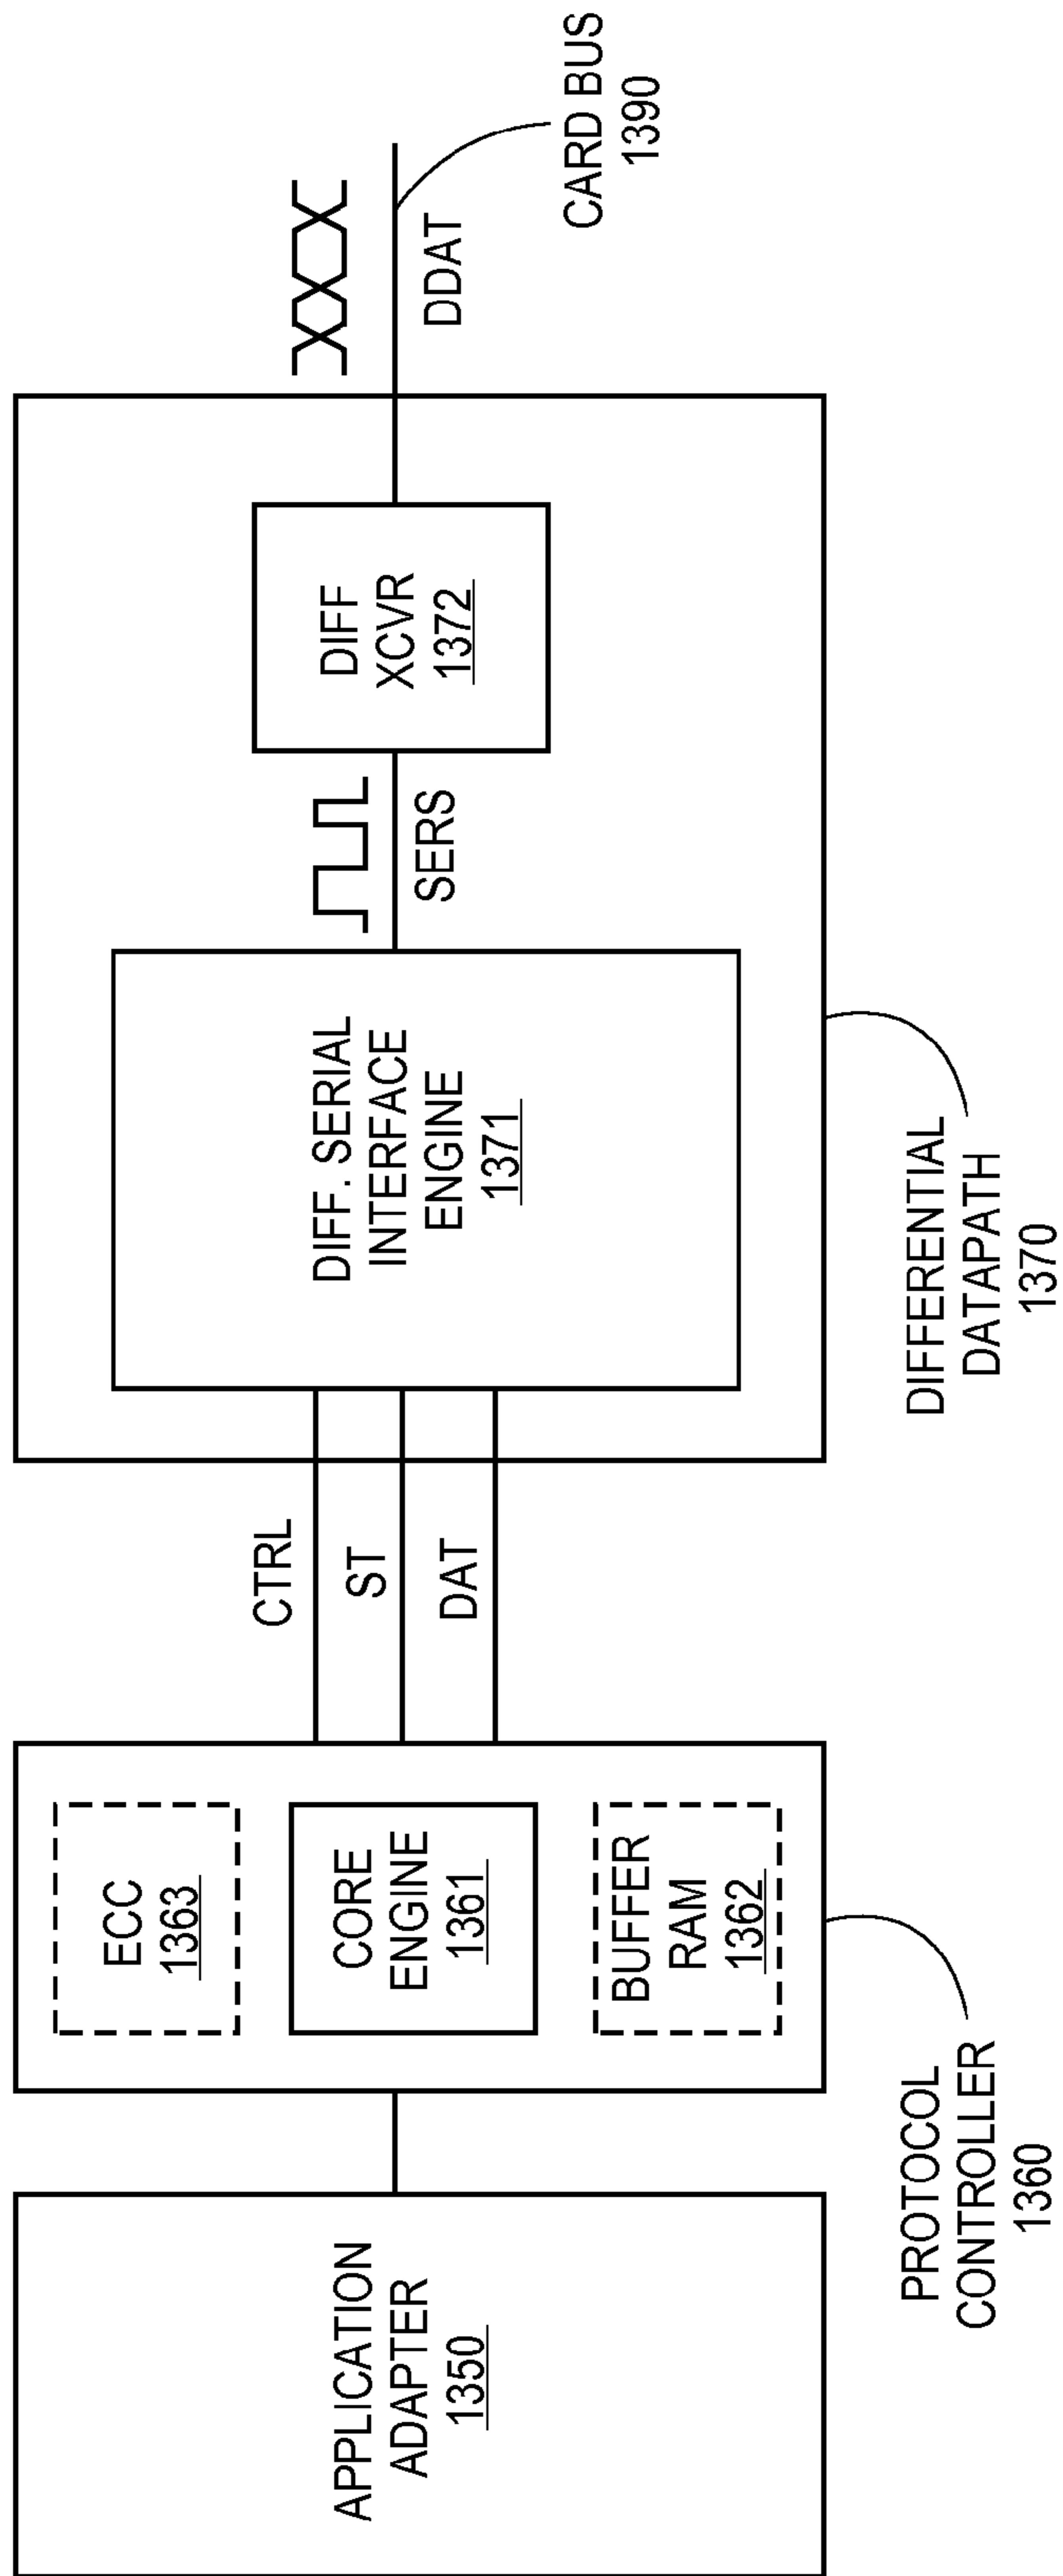 APPLICATION
ADAPTER
1350
ECC
1363
CORE
ENGINE
1361
BUFFER
RAM
1362
PROTOCOL
CONTROLLER
1360
CTRL
ST
DAT
DIFF. SERIAL
INTERFACE
ENGINE
1371
SERS
DIFF
XCVR
1372
DIFFERENTIAL
DATAPATH
1370
DDAT
CARD BUS
1390